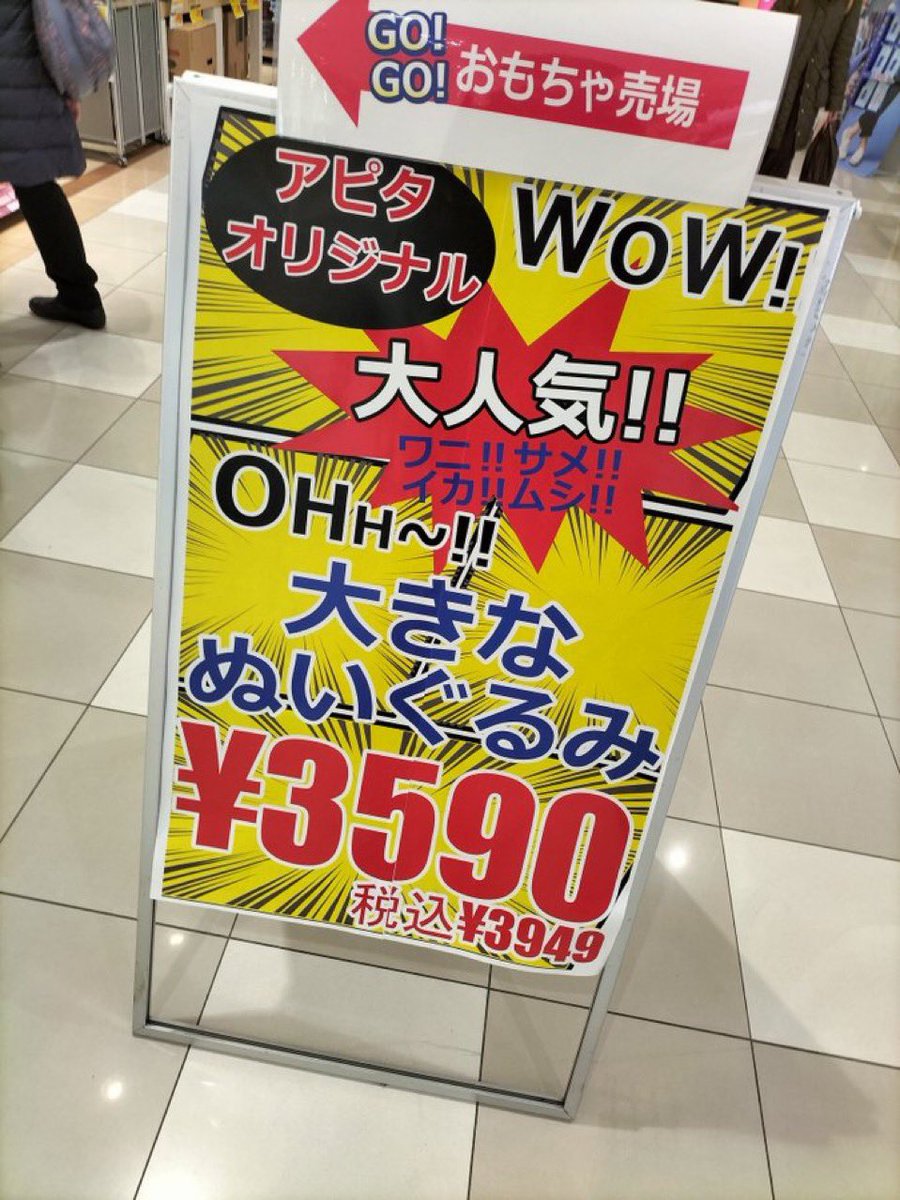 GO!
GO! おもちゃ売場
アピタ
オリジナル
WOW!
大人気!!
ワニ!!サメ!!
イカ!!ムシ!!
OHH~!!
大きな
ぬいぐるみ
¥3590
税込¥3949